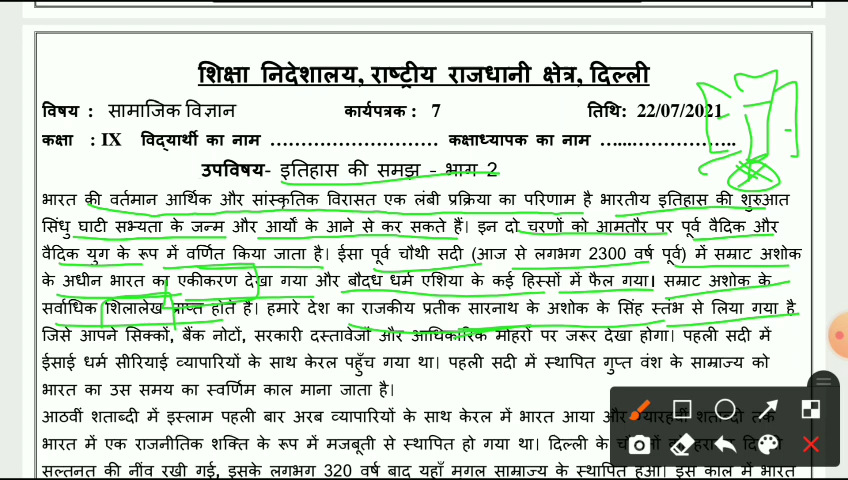 शिक्षा निदेशालय, राष्ट्रीय राजधानी क्षेत्र, दिल्ली
विषय : सामाजिक विज्ञान कार्यपत्रक : 7 तिथि: 22/07/2021
कक्षा : IX विद्यार्थी का नाम ………………………… कक्षाध्यापक का नाम ……...……………..
उपविषय- इतिहास की समझ – भाग 2
भारत की वर्तमान आर्थिक और सांस्कृतिक विरासत एक लंबी प्रक्रिया का परिणाम है भारतीय इतिहास की शुरुआत
सिंधु घाटी सभ्यता के जन्म और आर्यों के आने से कर सकते हैं। इन दो चरणों को आमतौर पर पूर्व वैदिक और
वैदिक युग के रूप में वर्णित किया जाता है। ईसा पूर्व चौथी सदी (आज से लगभग 2300 वर्ष पूर्व) में सम्राट अशोक
के अधीन भारत का एकीकरण देखा गया और बौद्ध धर्म एशिया के कई हिस्सों में फैल गया। सम्राट अशोक के
सर्वाधिक शिलालेख प्राप्त होते हैं। हमारे देश का राजकीय प्रतीक सारनाथ के अशोक के सिंह स्तंभ से लिया गया है
जिसे आपने सिक्कों, बैंक नोटों, सरकारी दस्तावेजों और आधिकारिक मोहरों पर जरूर देखा होगा। पहली सदी में
ईसाई धर्म सीरियाई व्यापारियों के साथ केरल पहुँच गया था। पहली सदी में स्थापित गुप्त वंश के साम्राज्य को
भारत का उस समय का स्वर्णिम काल माना जाता है।
आठवीं शताब्दी में इस्लाम पहली बार अरब व्यापारियों के साथ केरल में भारत आया और
भारत में एक राजनीतिक शक्ति के रूप में मजबूती से स्थापित हो गया था। दिल्ली के
सल्तनत की नींव रखी गई, इसके लगभग 320 वर्ष बाद यहाँ मुगल साम्राज्य के स्थापित हुआ। इस काल में भारत